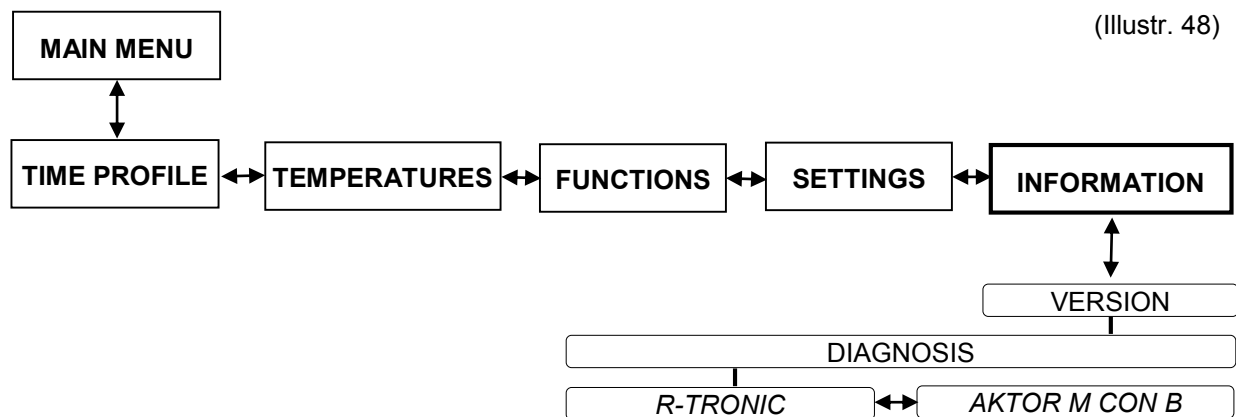 (Illustr. 48)
MAIN MENU
TIME PROFILE
TEMPERATURES
FUNCTIONS
SETTINGS
INFORMATION
VERSION
DIAGNOSIS
R-TRONIC
AKTOR M CON B